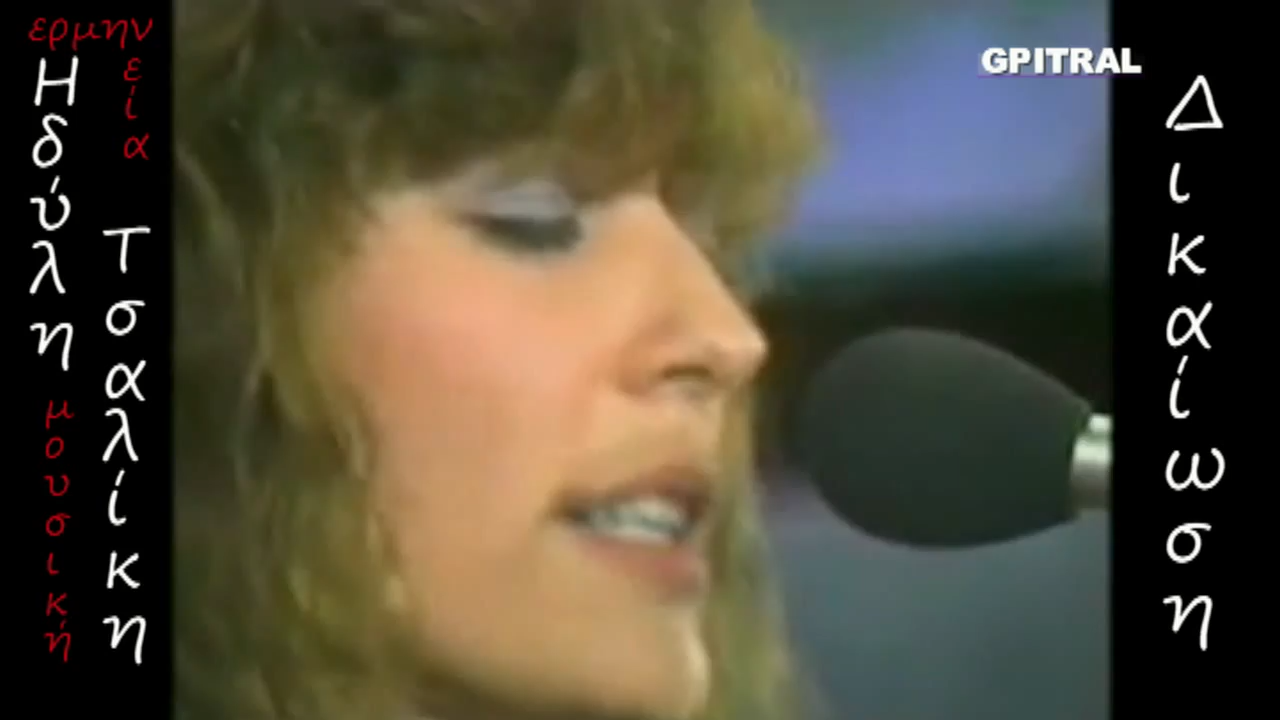 ερμηνεία
Ηδύλη
Τσαλίκη
μουσική
GPITRAL
Δικαίωση